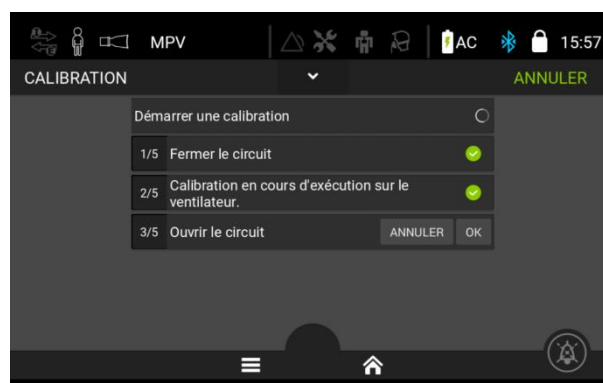 MPV AC 15:57
CALIBRATION ANNULER
Démarrer une calibration
1/5 Fermer le circuit
2/5 Calibration en cours d'exécution sur le
ventilateur.
3/5 Ouvrir le circuit ANNULER OK